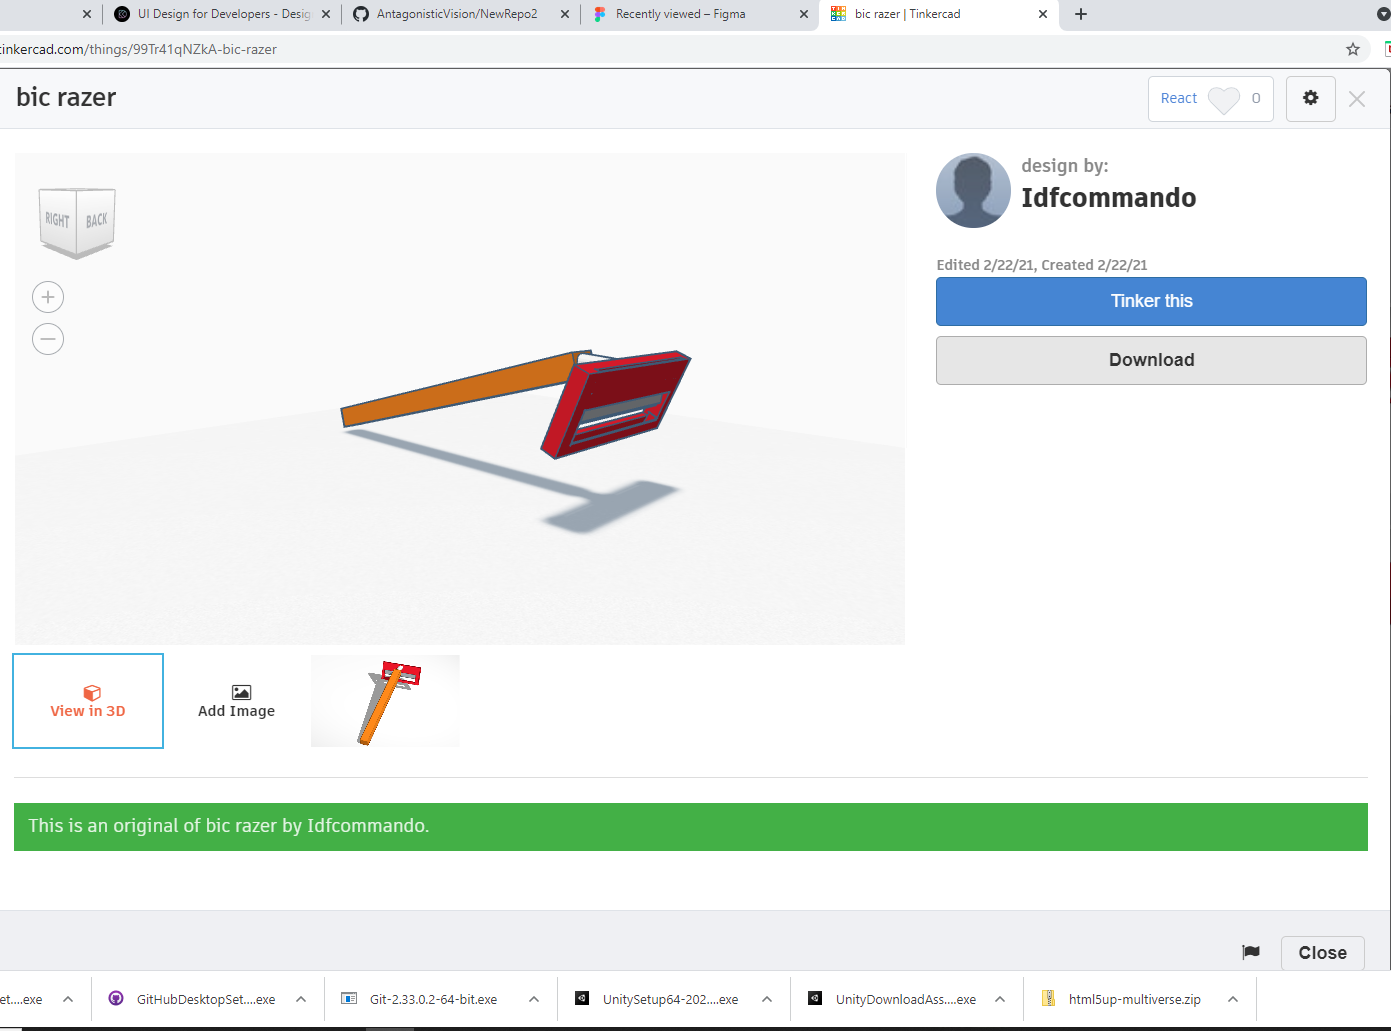 UI Design for Developers - Desig
AntagonisticVision/NewRepo2
Recently viewed – Figma
bic razer | Tinkercad
inkercad.com/things/99Tr41qNZkA-bic-razer
bic razer
React 0
RIGHT BACK
design by:
Idfcommando
Edited 2/22/21, Created 2/22/21
Tinker this
Download
View in 3D
Add Image
This is an original of bic razer by Idfcommando.
Close
et....exe
GitHubDesktopSet....exe
Git-2.33.0.2-64-bit.exe
UnitySetup64-202....exe
UnityDownloadAss....exe
html5up-multiverse.zip